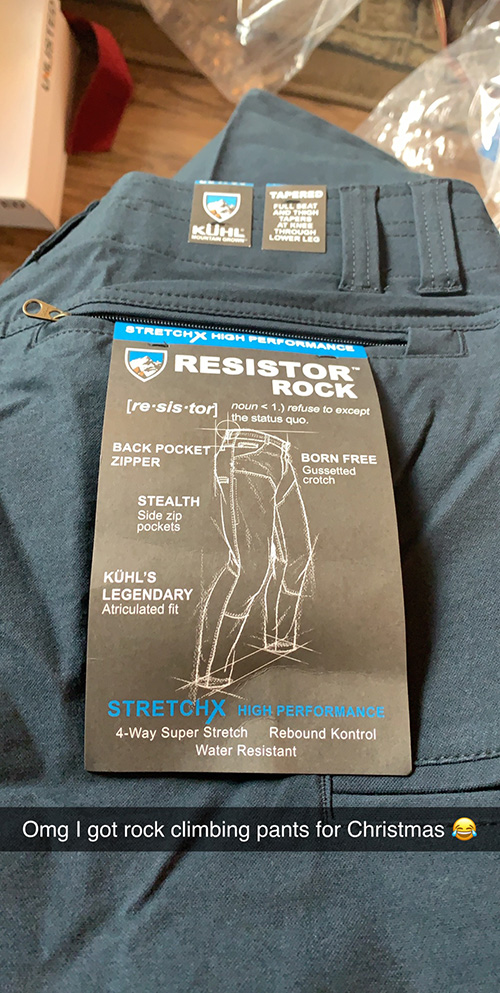 KÜHL
MOUNTAIN GROWN™
TAPERED
FULL SEAT
AND THIGH
TAPERS
AT KNEE
THROUGH
LOWER LEG
STRETCHX HIGH PERFORMANCE
RESISTOR™
ROCK
[re·sis·tor] noun < 1.) refuse to except
the status quo.
BACK POCKET
ZIPPER
BORN FREE
Gussetted
crotch
STEALTH
Side zip
pockets
KÜHL'S
LEGENDARY
Atriculated fit
STRETCHX HIGH PERFORMANCE
4-Way Super Stretch Rebound Kontrol
Water Resistant
Omg I got rock climbing pants for Christmas 😂